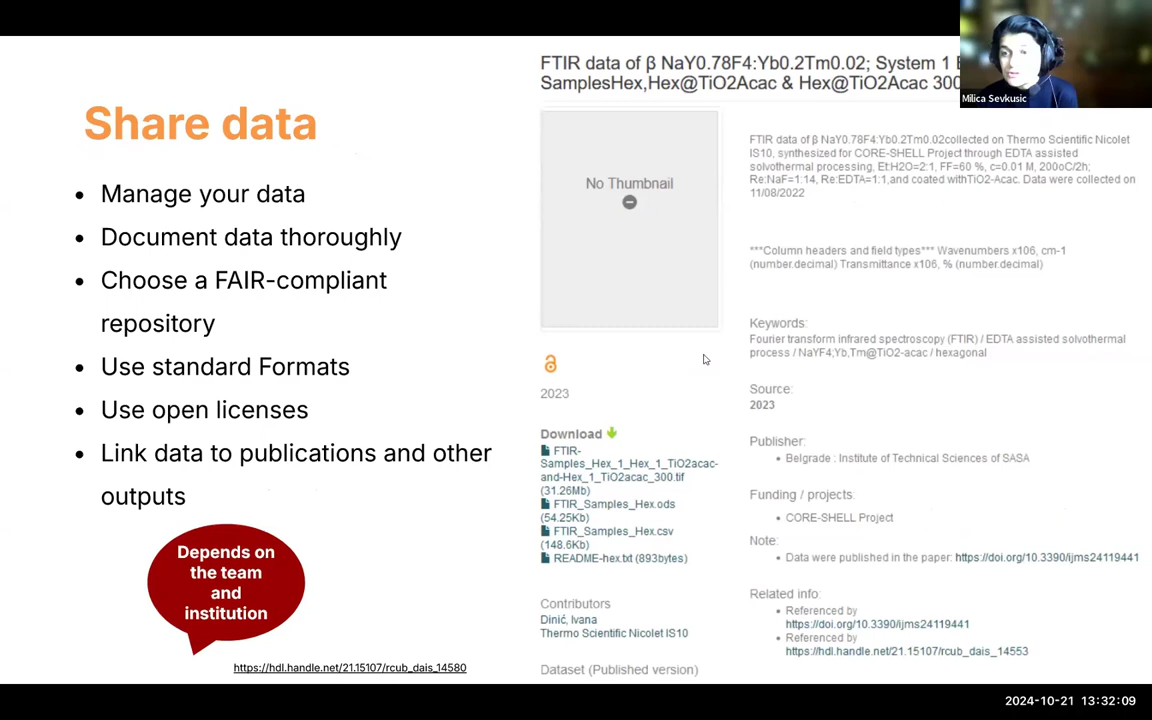 Share data
Manage your data
Document data thoroughly
Choose a FAIR-compliant
repository
Use standard Formats
Use open licenses
Link data to publications and other
outputs
Depends on
the team
and
institution
https://hdl.handle.net/21.15107/rcub_dais_14580
FTIR data of β NaY0.78F4:Yb0.2Tm0.02; System 1
SamplesHex,Hex@TiO2Acac & Hex@TiO2Acac 300
Milica Sevkusic
No Thumbnail
2023
Download
FTIR-
Samples_Hex_1_Hex_1_TiO2acac-
and-Hex_1_TiO2acac_300.tif
(31.26Mb)
FTIR_Samples_Hex.ods
(54.25Kb)
FTIR_Samples_Hex.csv
(148.6Kb)
README-hex.txt (893bytes)
Contributors
Dinić, Ivana
Thermo Scientific Nicolet IS10
Dataset (Published version)
FTIR data of β NaY0.78F4:Yb0.2Tm0.02collected on Thermo Scientific Nicolet
IS10, synthesized for CORE-SHELL Project through EDTA assisted
solvothermal processing, Et:H2O=2:1, FF=60 %, c=0.01 M, 200oC/2h;
Re:NaF=1:14, Re:EDTA=1:1,and coated withTiO2-Acac. Data were collected on
11/08/2022
***Column headers and field types*** Wavenumbers x106, cm-1
(number.decimal) Transmittance x106, % (number.decimal)
Keywords:
Fourier transform infrared spectroscopy (FTIR) / EDTA assisted solvothermal
process / NaYF4;Yb,Tm@TiO2-acac / hexagonal
Source:
2023
Publisher:
Belgrade : Institute of Technical Sciences of SASA
Funding / projects:
CORE-SHELL Project
Note:
Data were published in the paper: https://doi.org/10.3390/ijms24119441
Related info:
Referenced by
https://doi.org/10.3390/ijms24119441
Referenced by
https://hdl.handle.net/21.15107/rcub_dais_14553
2024-10-21 13:32:09